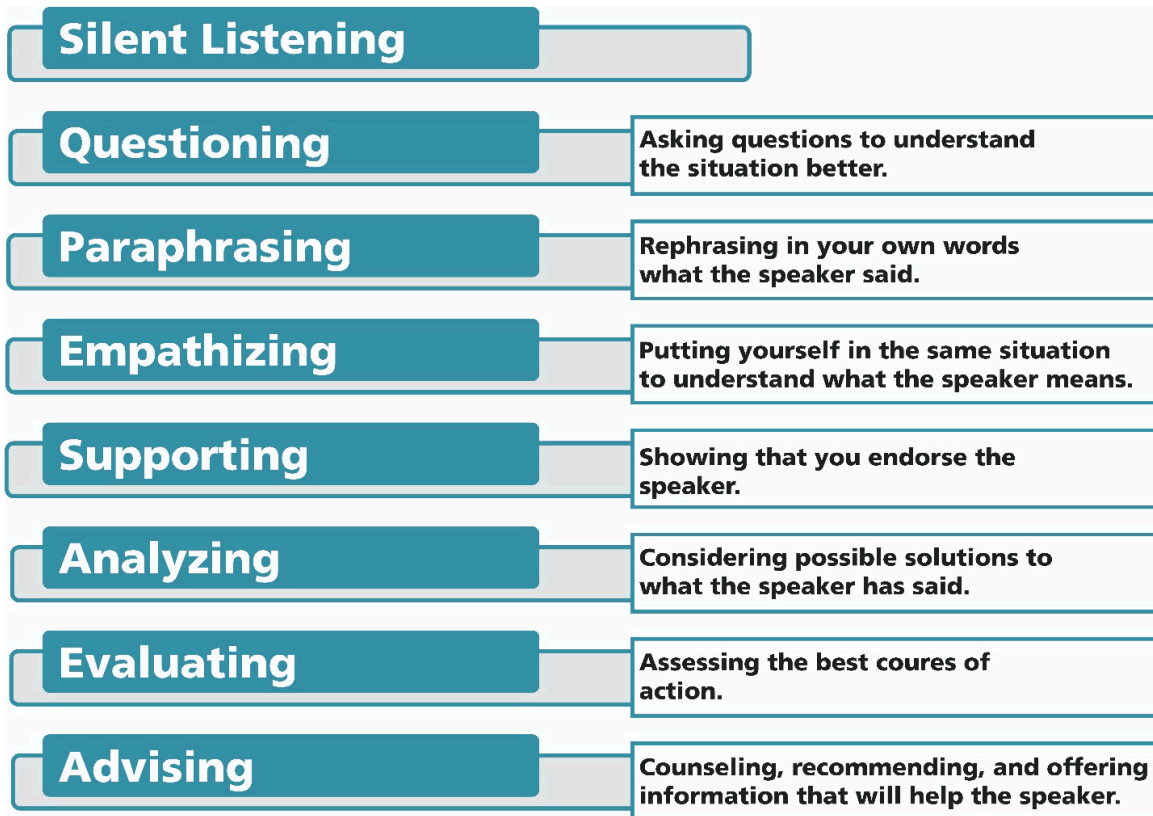 Silent Listening
Questioning
Asking questions to understand
the situation better.
Paraphrasing
Rephrasing in your own words
what the speaker said.
Empathizing
Putting yourself in the same situation
to understand what the speaker means.
Supporting
Showing that you endorse the
speaker.
Analyzing
Considering possible solutions to
what the speaker has said.
Evaluating
Assessing the best coures of
action.
Advising
Counseling, recommending, and offering
information that will help the speaker.